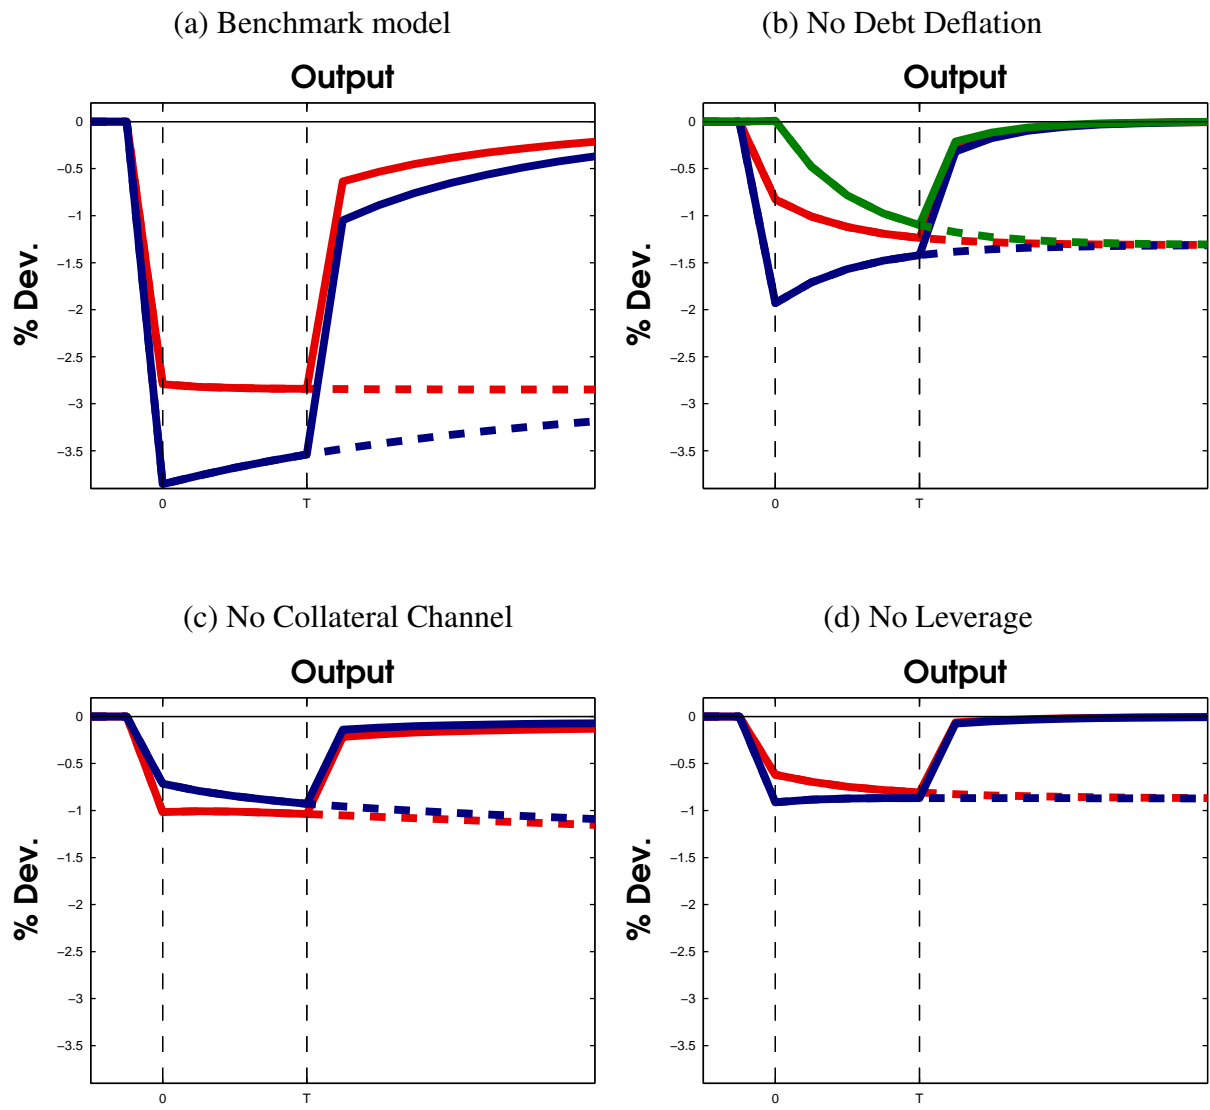 (a) Benchmark model
Output
% Dev.
0
−0.5
−1
−1.5
−2
−2.5
−3
−3.5
0 T
(b) No Debt Deflation
Output
% Dev.
0
−0.5
−1
−1.5
−2
−2.5
−3
−3.5
0 T
(c) No Collateral Channel
Output
% Dev.
0
−0.5
−1
−1.5
−2
−2.5
−3
−3.5
0 T
(d) No Leverage
Output
% Dev.
0
−0.5
−1
−1.5
−2
−2.5
−3
−3.5
0 T